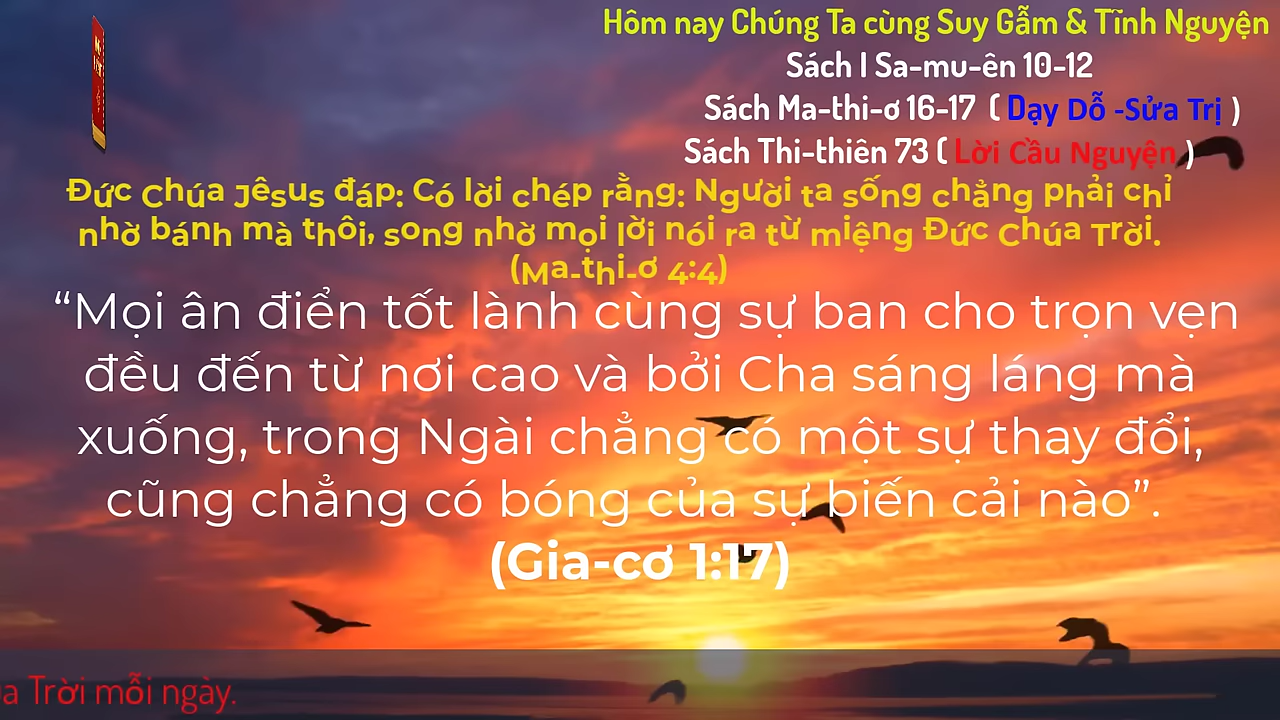 Hôm nay Chúng Ta cùng Suy Gẫm & Tĩnh Nguyện
Sách I Sa-mu-ên 10-12
Sách Ma-thi-ơ 16-17 ( Dạy Dỗ -Sửa Trị )
Sách Thi-thiên 73 ( Lời Cầu Nguyện )
Đức Chúa Jêsus đáp: Có lời chép rằng: Người ta sống chẳng phải chỉ
nhờ bánh mà thôi, song nhờ mọi lời nói ra từ miệng Đức Chúa Trời.
(Ma-thi-ơ 4:4)
“Mọi ân điển tốt lành cùng sự ban cho trọn vẹn
đều đến từ nơi cao và bởi Cha sáng láng mà
xuống, trong Ngài chẳng có một sự thay đổi,
cũng chẳng có bóng của sự biến cải nào”.
(Gia-cơ 1:17)
a Trời mỗi ngày.